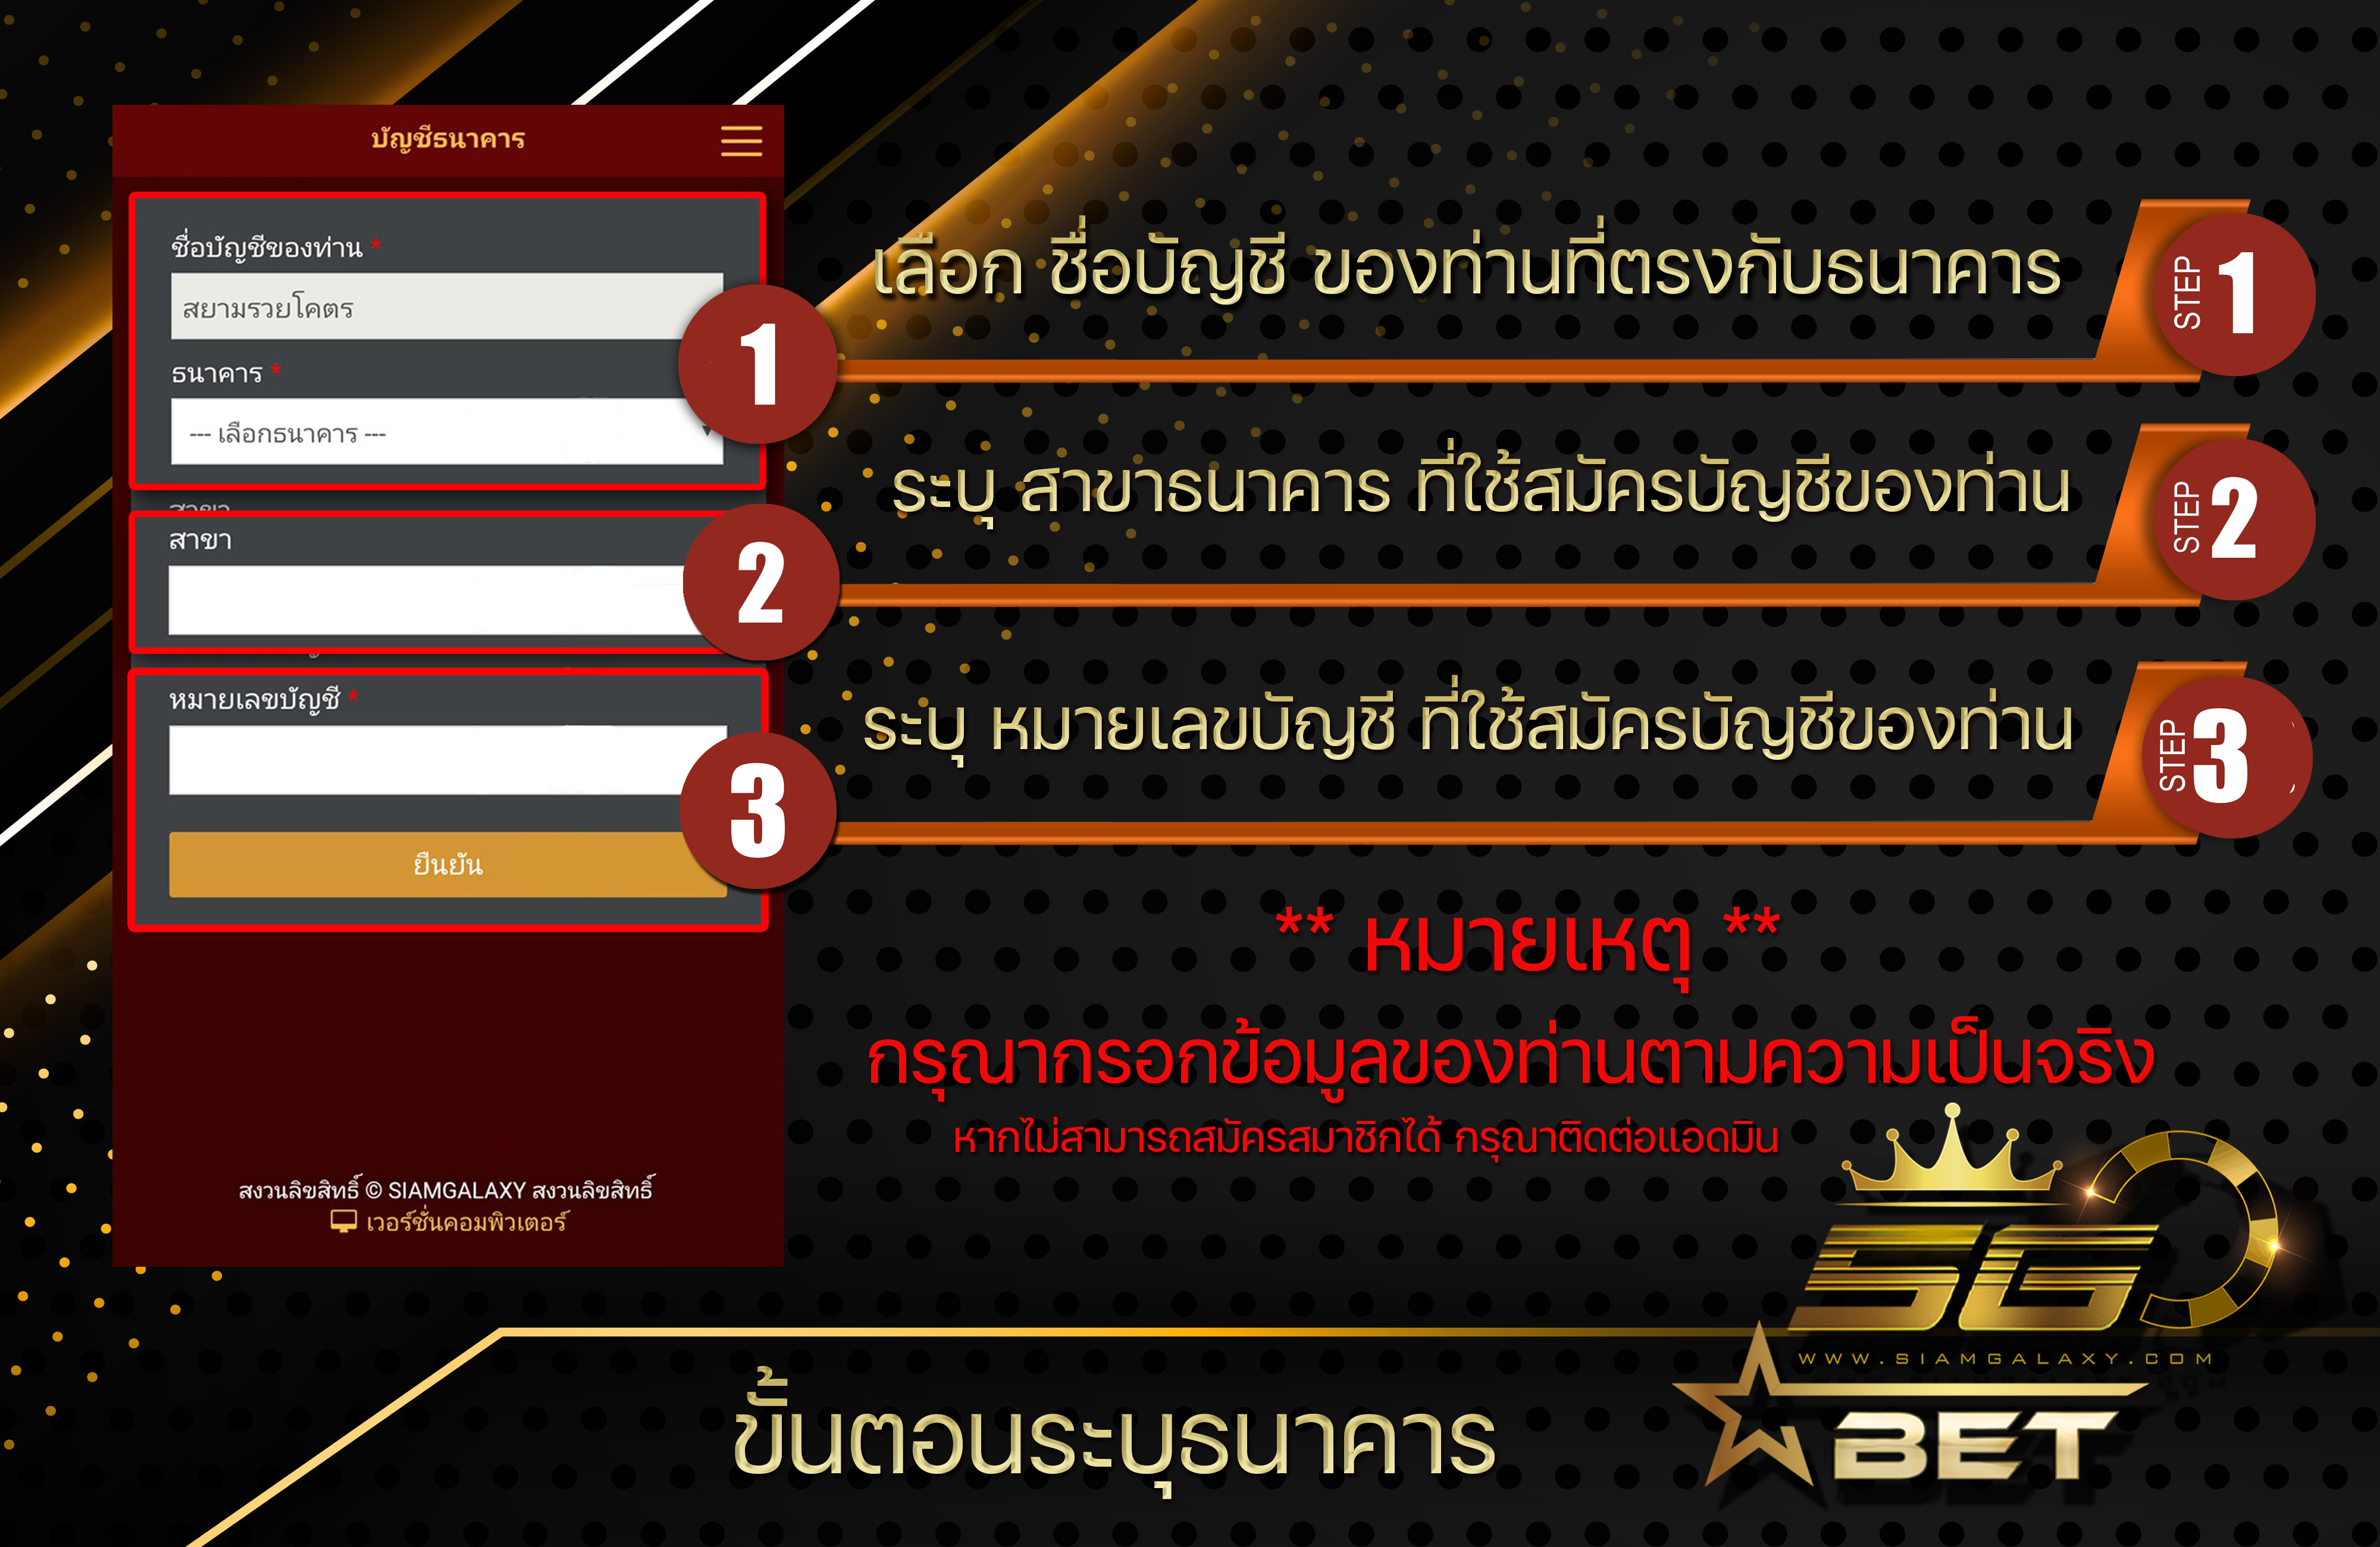 บัญชีธนาคาร
ชื่อบัญชีของท่าน *
สยามรวยโคตร
ธนาคาร *
--- เลือกธนาคาร ---
สาขา
สาขา
หมายเลขบัญชี *
ยืนยัน
สงวนลิขสิทธิ์ © SIAMGALAXY สงวนลิขสิทธิ์
เวอร์ชั่นคอมพิวเตอร์
1
2
3
เลือก ชื่อบัญชี ของท่านที่ตรงกับธนาคาร
STEP 1
ระบุ สาขาธนาคาร ที่ใช้สมัครบัญชีของท่าน
STEP 2
ระบุ หมายเลขบัญชี ที่ใช้สมัครบัญชีของท่าน
STEP 3
** หมายเหตุ **
กรุณากรอกข้อมูลของท่านตามความเป็นจริง
หากไม่สามารถสมัครสมาชิกได้ กรุณาติดต่อแอดมิน
SG
WWW.SIAMGALAXY.COM
BET
ขั้นตอนระบุธนาคาร